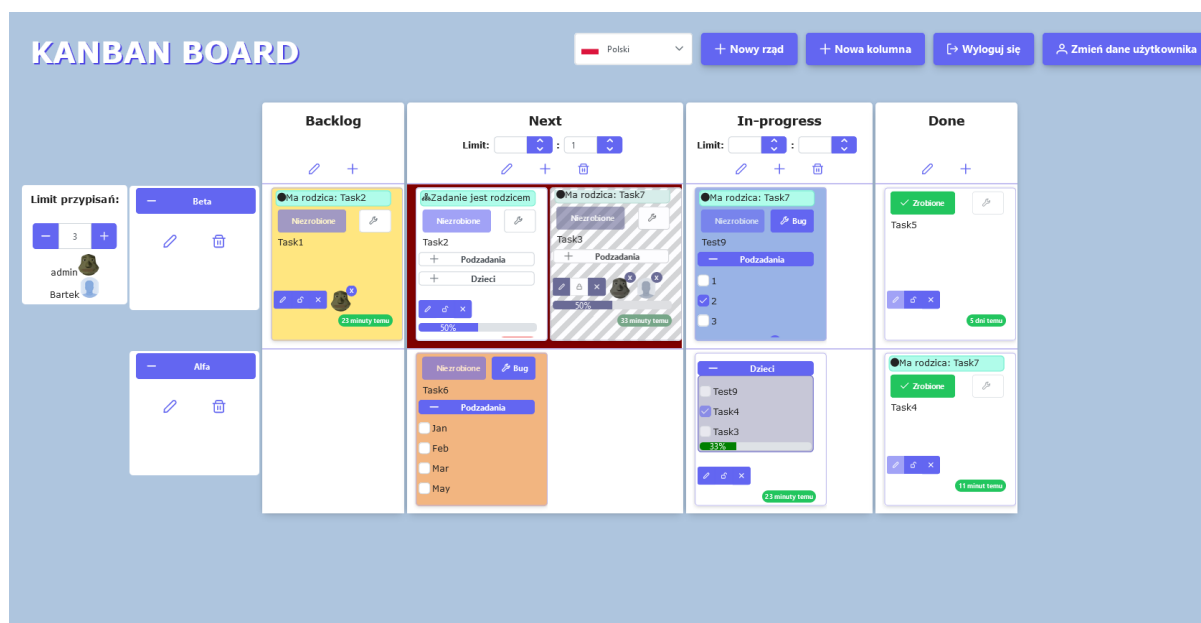 KANBAN BOARD
Polski
Nowy rząd
Nowa kolumna
Wyloguj się
Zmień dane użytkownika
Backlog
Next
In-progress
Done
Limit:
:
1
Limit:
:
Limit przypisań:
3
admin
Bartek
Beta
Ma rodzica: Task2
Niezrobione
Task1
x
23 minuty temu
Zadanie jest rodzicem
Niezrobione
Task2
Podzadania
Dzieci
50%
Ma rodzica: Task7
Niezrobione
Task3
Podzadania
x
x
50%
33 minuty temu
Ma rodzica: Task7
Niezrobione
Bug
Test9
Podzadania
1
2
3
Zrobione
Task5
5 dni temu
Alfa
Niezrobione
Bug
Task6
Podzadania
Jan
Feb
Mar
May
Dzieci
Test9
Task4
Task3
33%
23 minuty temu
Ma rodzica: Task7
Zrobione
Task4
11 minut temu